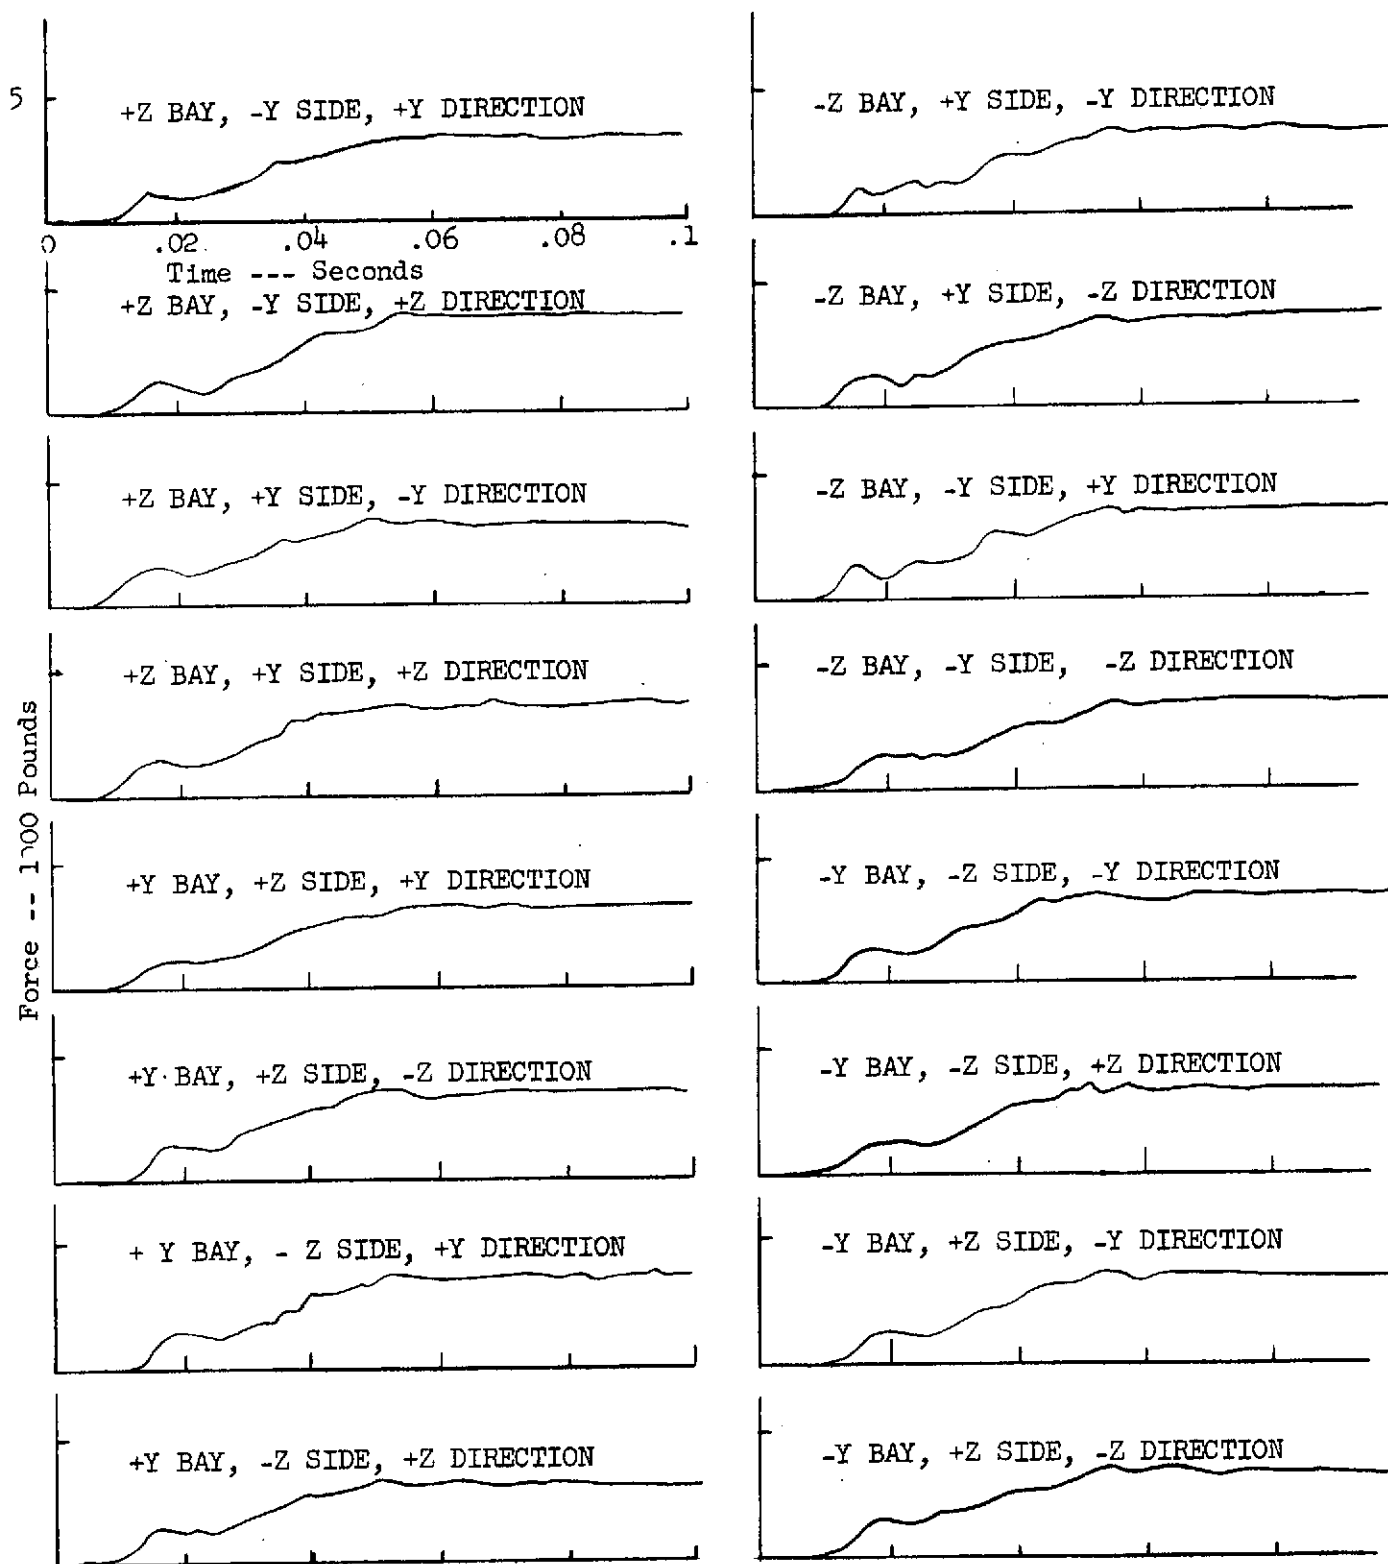 5
+Z BAY, -Y SIDE, +Y DIRECTION
0 .02 .04 .06 .08 .1
Time --- Seconds
+Z BAY, -Y SIDE, +Z DIRECTION
+Z BAY, +Y SIDE, -Y DIRECTION
+Z BAY, +Y SIDE, +Z DIRECTION
Force -- 1000 Pounds
+Y BAY, +Z SIDE, +Y DIRECTION
+Y BAY, +Z SIDE, -Z DIRECTION
+ Y BAY, - Z SIDE, +Y DIRECTION
+Y BAY, -Z SIDE, +Z DIRECTION
-Z BAY, +Y SIDE, -Y DIRECTION
-Z BAY, +Y SIDE, -Z DIRECTION
-Z BAY, -Y SIDE, +Y DIRECTION
-Z BAY, -Y SIDE, -Z DIRECTION
-Y BAY, -Z SIDE, -Y DIRECTION
-Y BAY, -Z SIDE, +Z DIRECTION
-Y BAY, +Z SIDE, -Y DIRECTION
-Y BAY, +Z SIDE, -Z DIRECTION